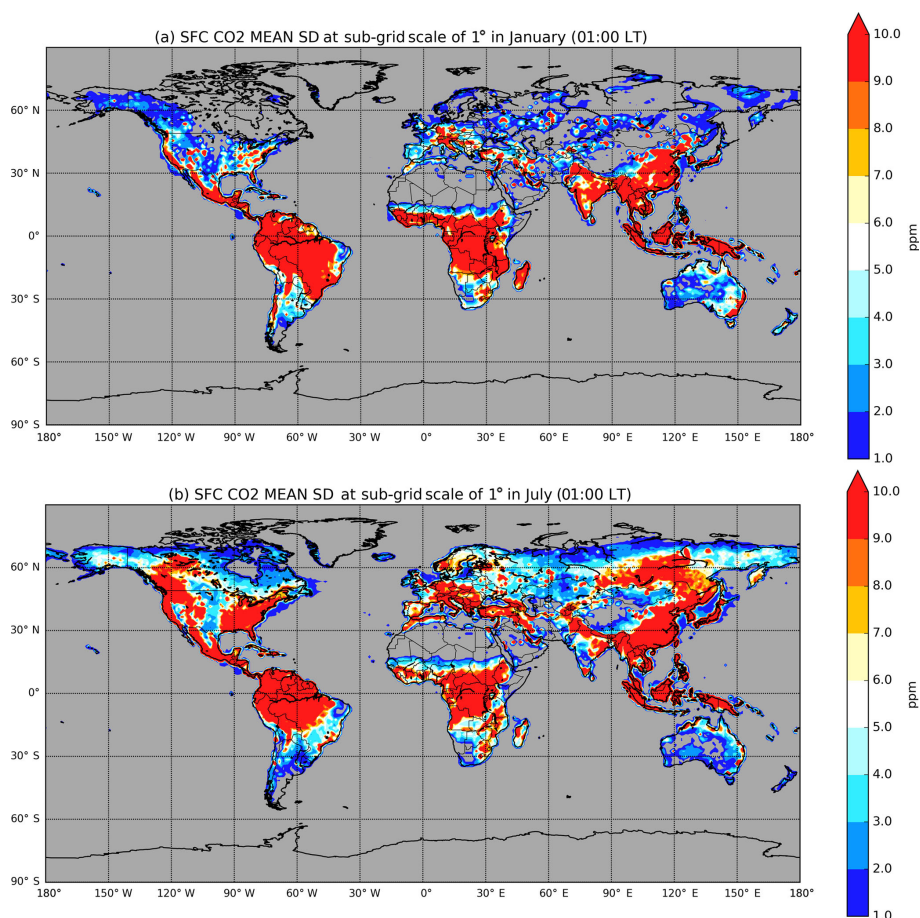 (a) SFC CO2 MEAN SD at sub-grid scale of 1° in January (01:00 LT)
60° N
30° N
0°
30° S
60° S
90° S
180° 150° W 120° W 90° W 60° W 30° W 0° 30° E 60° E 90° E 120° E 150° E 180°
10.0
9.0
8.0
7.0
6.0
5.0
4.0
3.0
2.0
1.0
ppm
(b) SFC CO2 MEAN SD at sub-grid scale of 1° in July (01:00 LT)
60° N
30° N
0°
30° S
60° S
90° S
180° 150° W 120° W 90° W 60° W 30° W 0° 30° E 60° E 90° E 120° E 150° E 180°
10.0
9.0
8.0
7.0
6.0
5.0
4.0
3.0
2.0
1.0
ppm